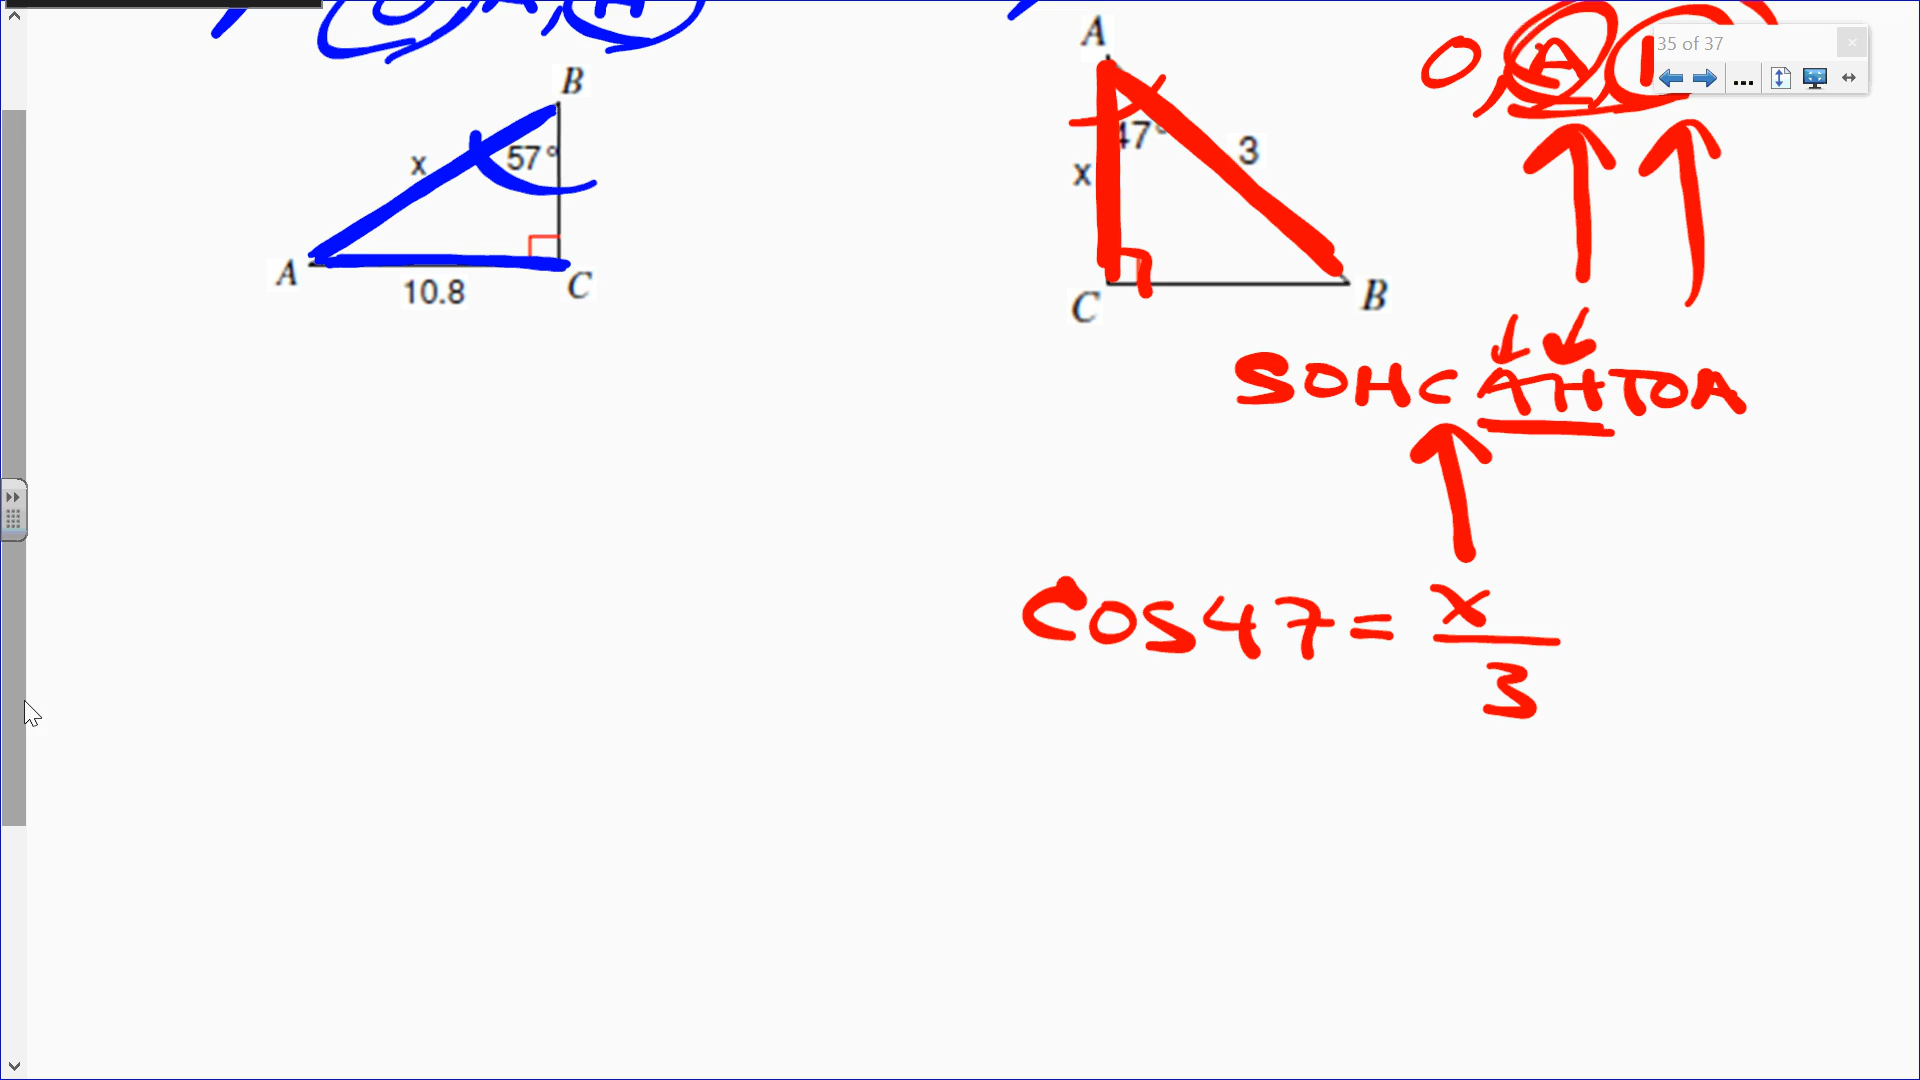 O, A,
35 of 37
A
B
x
57°
47°
3
x
A
10.8
C
C
B
SOHCAHTOA
Cos47 = x
3